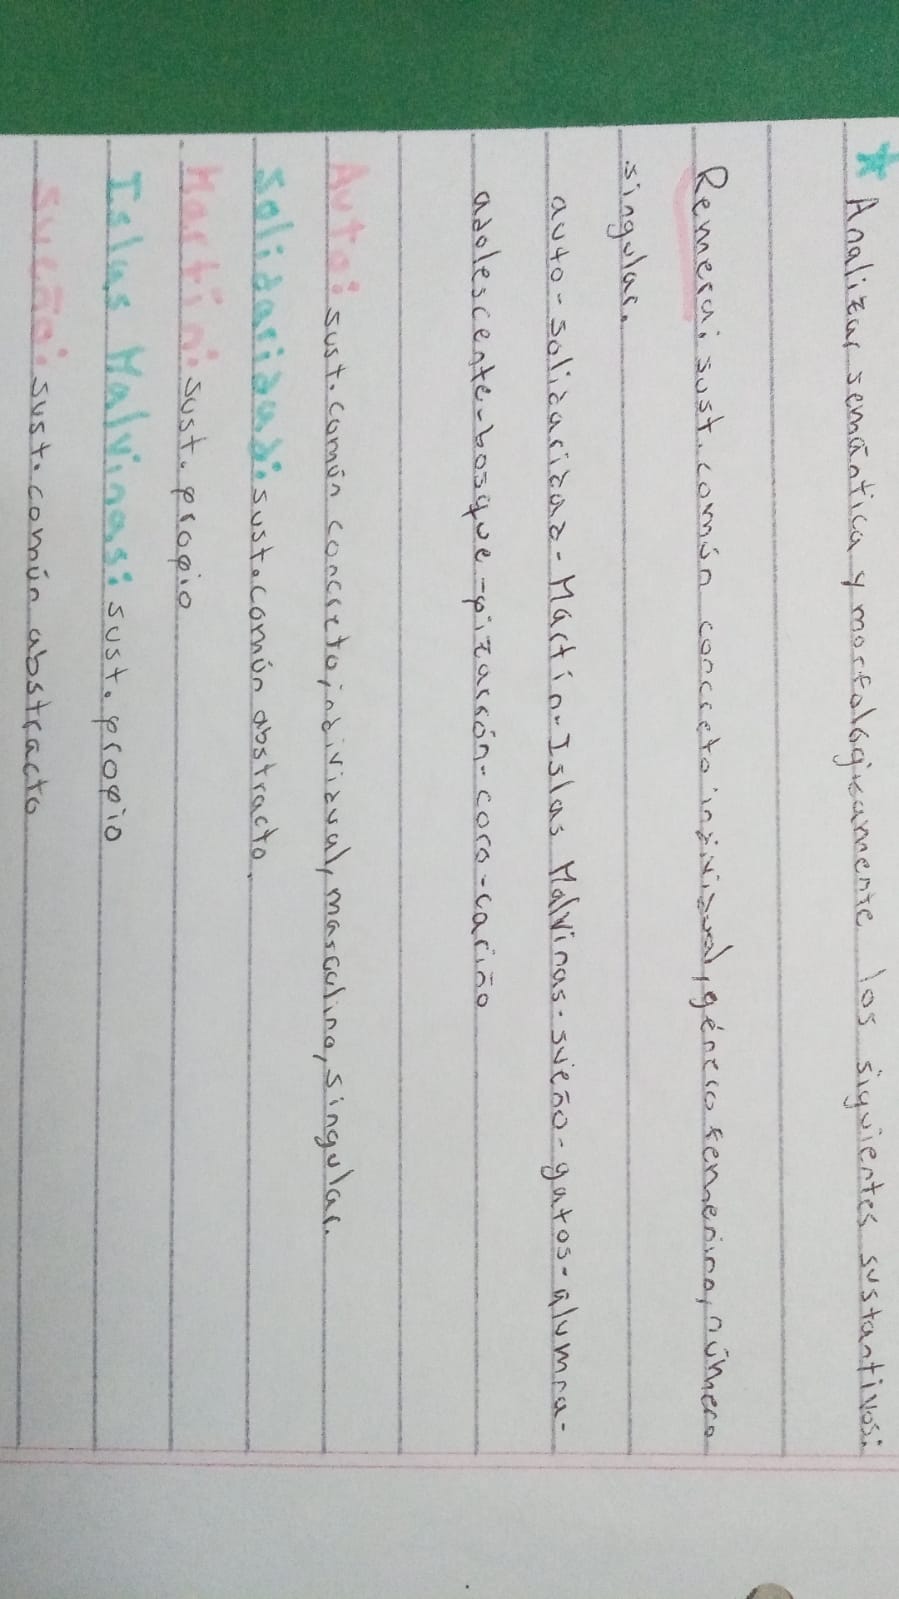 Analizar semántica y morfológicamente los siguientes sustantivos:
Remera: sust. común concreto individual, género femenino, número
singular.
auto-solidaridad-Martín-Islas Malvinas-sueño-gatos-alumna-
adolescente-bosque-pizarrón-coro-cariño
Auto: sust. común concreto, individual, masculino, singular.
Solidaridad: sust. común abstracto.
Martín: sust. propio
Islas Malvinas: sust. propio
Sueño: sust. común abstracto